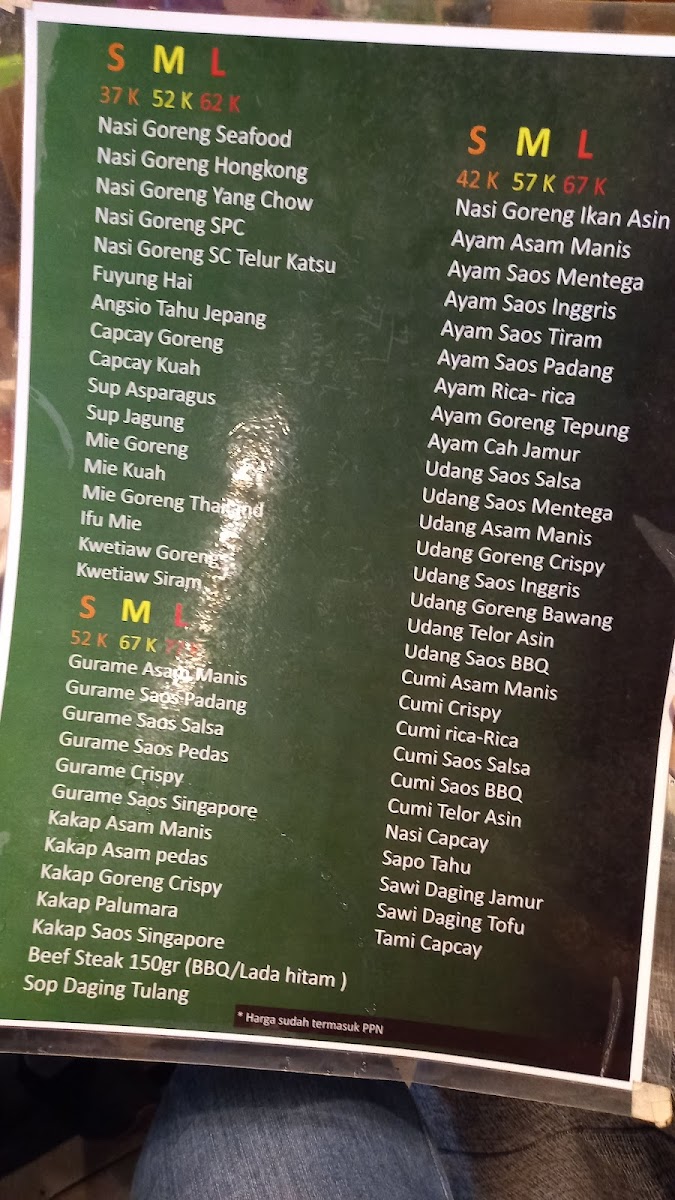 S M L
37 K 52 K 62 K
Nasi Goreng Seafood
Nasi Goreng Hongkong
Nasi Goreng Yang Chow
Nasi Goreng SPC
Nasi Goreng SC Telur Katsu
Fuyung Hai
Angsio Tahu Jepang
Capcay Goreng
Capcay Kuah
Sup Asparagus
Sup Jagung
Mie Goreng
Mie Kuah
Mie Goreng Thailand
Ifu Mie
Kwetiaw Goreng
Kwetiaw Siram
S M L
52 K 67 K
Gurame Asam Manis
Gurame Saos Padang
Gurame Saos Salsa
Gurame Saos Pedas
Gurame Crispy
Gurame Saos Singapore
Kakap Asam Manis
Kakap Asam pedas
Kakap Goreng Crispy
Kakap Palumara
Kakap Saos Singapore
Beef Steak 150gr (BBQ/Lada hitam )
Sop Daging Tulang
S M L
42 K 57 K 67 K
Nasi Goreng Ikan Asin
Ayam Asam Manis
Ayam Saos Mentega
Ayam Saos Inggris
Ayam Saos Tiram
Ayam Saos Padang
Ayam Rica- rica
Ayam Goreng Tepung
Ayam Cah Jamur
Udang Saos Salsa
Udang Saos Mentega
Udang Asam Manis
Udang Goreng Crispy
Udang Saos Inggris
Udang Goreng Bawang
Udang Telor Asin
Udang Saos BBQ
Cumi Asam Manis
Cumi Crispy
Cumi rica-Rica
Cumi Saos Salsa
Cumi Saos BBQ
Cumi Telor Asin
Nasi Capcay
Sapo Tahu
Sawi Daging Jamur
Sawi Daging Tofu
Tami Capcay
* Harga sudah termasuk PPN